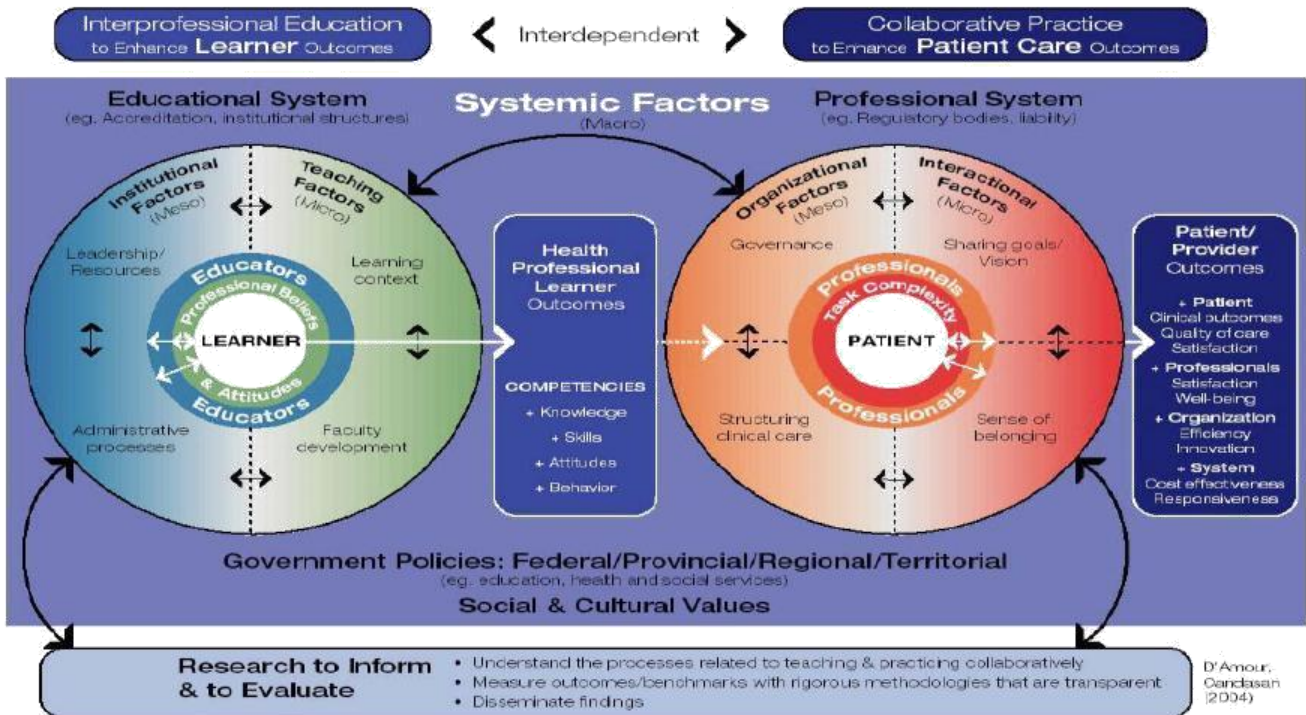 Interprofessional Education
to Enhance Learner Outcomes
Interdependent
Collaborative Practice
to Enhance Patient Care Outcomes
Educational System
(eg. Accreditation, institutional structures)
Systemic Factors
(Macro)
Professional System
(eg. Regulatory bodies, liability)
Institutional
Factors
(Meso)
Teaching
Factors
(Micro)
Leadership/
Resources
Learning
context
Educators
Professional Beliefs
LEARNER
& Attitudes
Educators
Administrative
processes
Faculty
development
Health
Professional
Learner
Outcomes
COMPETENCIES
+ Knowledge
+ Skills
+ Attitudes
+ Behavior
Organizational
Factors
(Meso)
Interactional
Factors
(Micro)
Governance
Sharing goals/
Vision
Professionals
Task Complexity
PATIENT
Professionals
Structuring
clinical care
Sense of
belonging
Patient/
Provider
Outcomes
+ Patient
Clinical outcomes
Quality of care
Satisfaction
+ Professionals
Satisfaction
Well-being
+ Organization
Efficiency
Innovation
+ System
Cost effectiveness
Responsiveness
Government Policies: Federal/Provincial/Regional/Territorial
(eg. education, health and social services)
Social & Cultural Values
Research to Inform
& to Evaluate
• Understand the processes related to teaching & practicing collaboratively
• Measure outcomes/benchmarks with rigorous methodologies that are transparent
• Disseminate findings
D'Amour,
Oandasan
(2004)